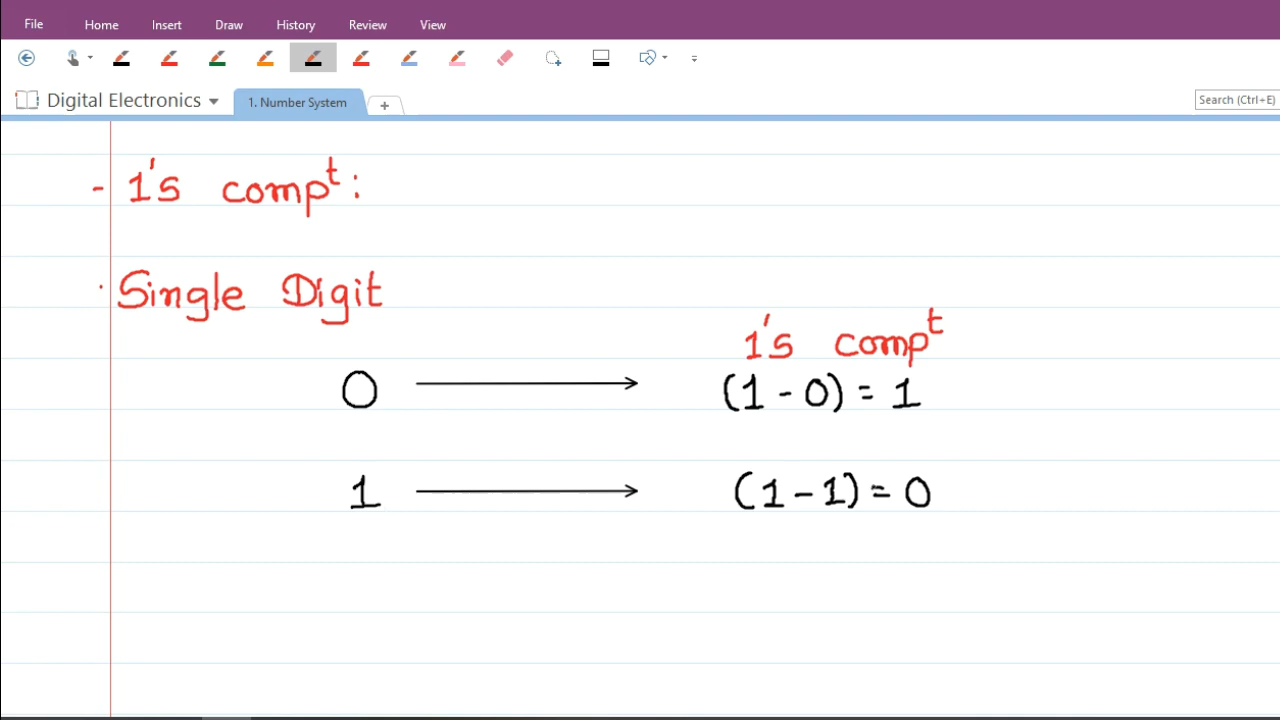 File Home Insert Draw History Review View
Digital Electronics 1. Number System + Search (Ctrl+E)
- 1's compᵗ:
· Single Digit
1's compᵗ
0 ⟶ (1 - 0) = 1
1 ⟶ (1 - 1) = 0